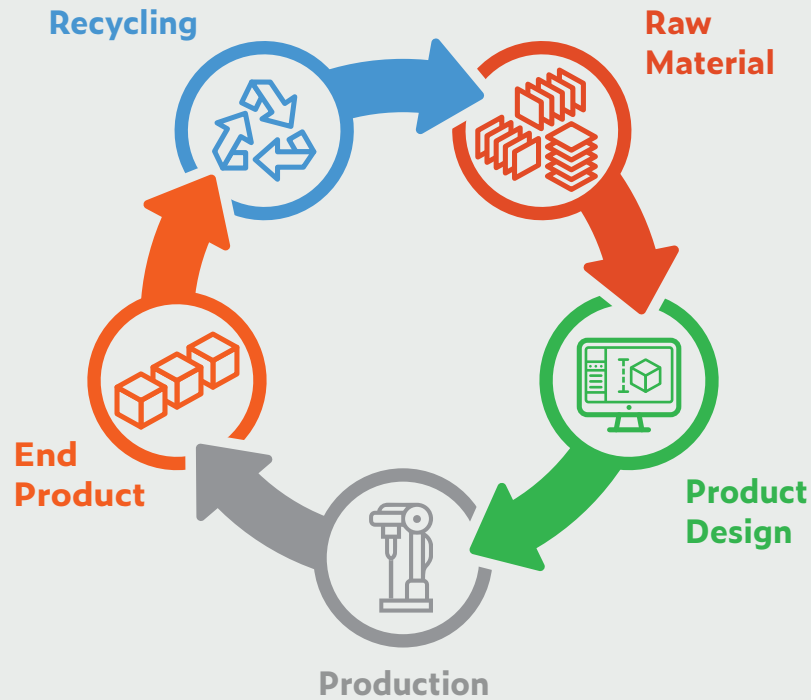 Recycling
Raw
Material
End
Product
Product
Design
Production